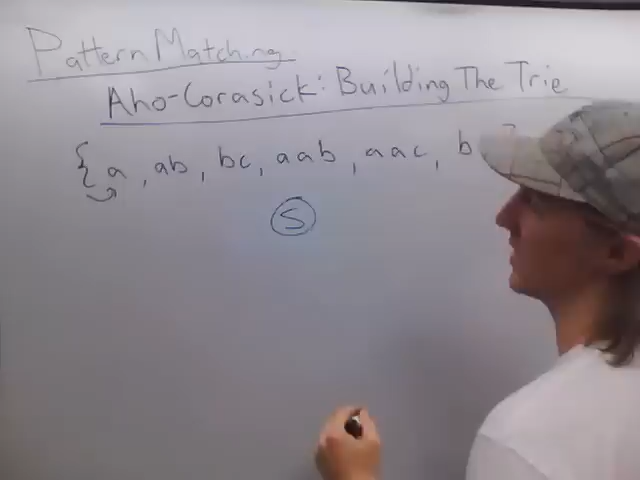 Pattern Matching
Aho-Corasick: Building The Trie
{ a, ab, bc, aab, aac, b
S